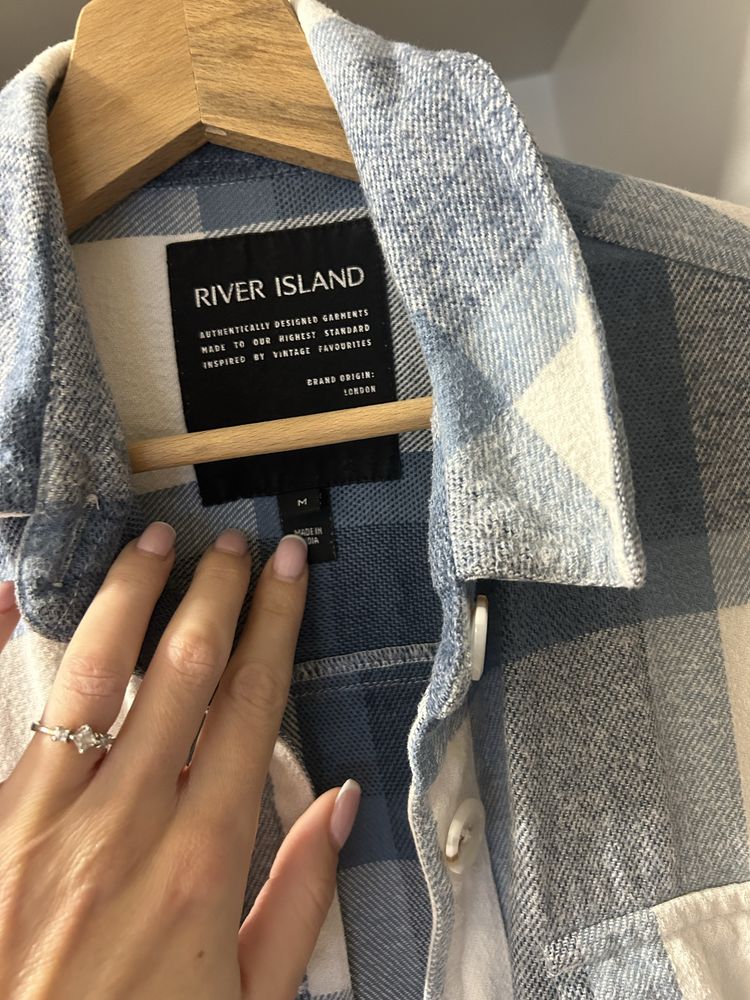 RIVER ISLAND
AUTHENTICALLY DESIGNED GARMENTS
MADE TO OUR HIGHEST STANDARD
INSPIRED BY VINTAGE FAVOURITES
BRAND ORIGIN:
LONDON
M
MADE IN